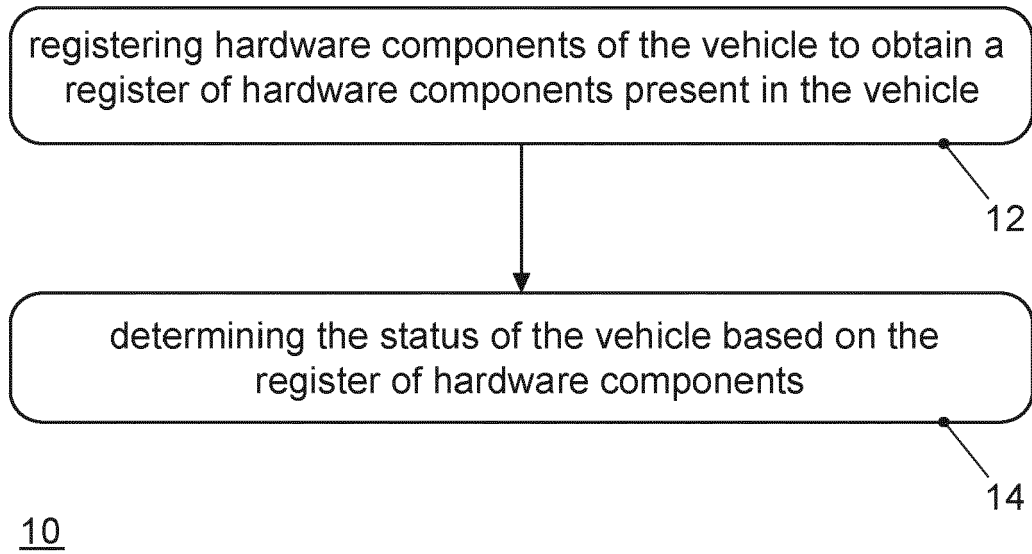 registering hardware components of the vehicle to obtain a
register of hardware components present in the vehicle
12
determining the status of the vehicle based on the
register of hardware components
14
10